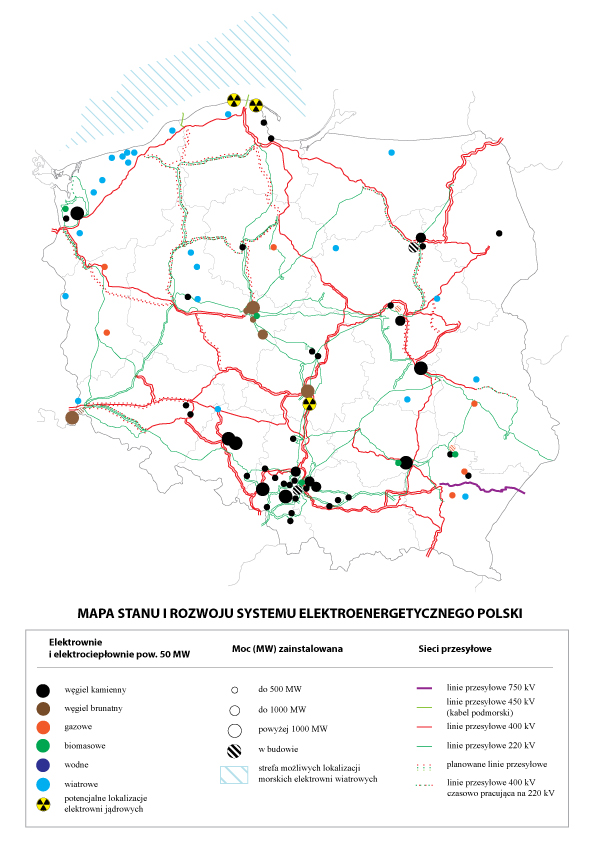 MAPA STANU I ROZWOJU SYSTEMU ELEKTROENERGETYCZNEGO POLSKI
Elektrownie
i elektrociepłownie pow. 50 MW
węgiel kamienny
węgiel brunatny
gazowe
biomasowe
wodne
wiatrowe
potencjalne lokalizacje
elektrowni jądrowych
Moc (MW) zainstalowana
do 500 MW
do 1000 MW
powyżej 1000 MW
w budowie
strefa możliwych lokalizacji
morskich elektrowni wiatrowych
Sieci przesyłowe
linie przesyłowe 750 kV
linie przesyłowe 450 kV
(kabel podmorski)
linie przesyłowe 400 kV
linie przesyłowe 220 kV
planowane linie przesyłowe
linie przesyłowe 400 kV
czasowo pracująca na 220 kV